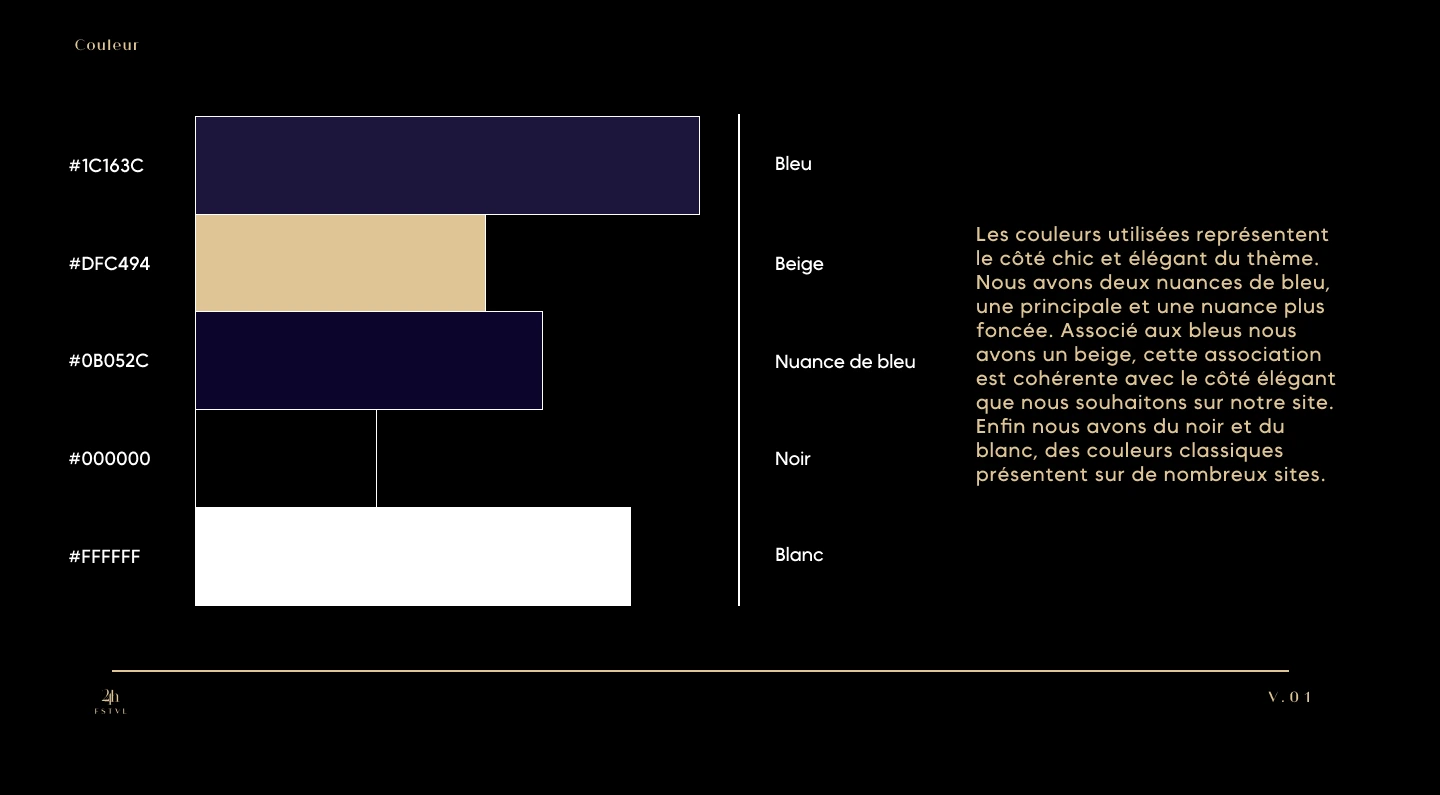 Couleur
#1C163C
Bleu
#DFC494
Beige
#0B052C
Nuance de bleu
#000000
Noir
#FFFFFF
Blanc
Les couleurs utilisées représentent
le côté chic et élégant du thème.
Nous avons deux nuances de bleu,
une principale et une nuance plus
foncée. Associé aux bleus nous
avons un beige, cette association
est cohérente avec le côté élégant
que nous souhaitons sur notre site.
Enfin nous avons du noir et du
blanc, des couleurs classiques
présentent sur de nombreux sites.
24h
FSTVL
V.01